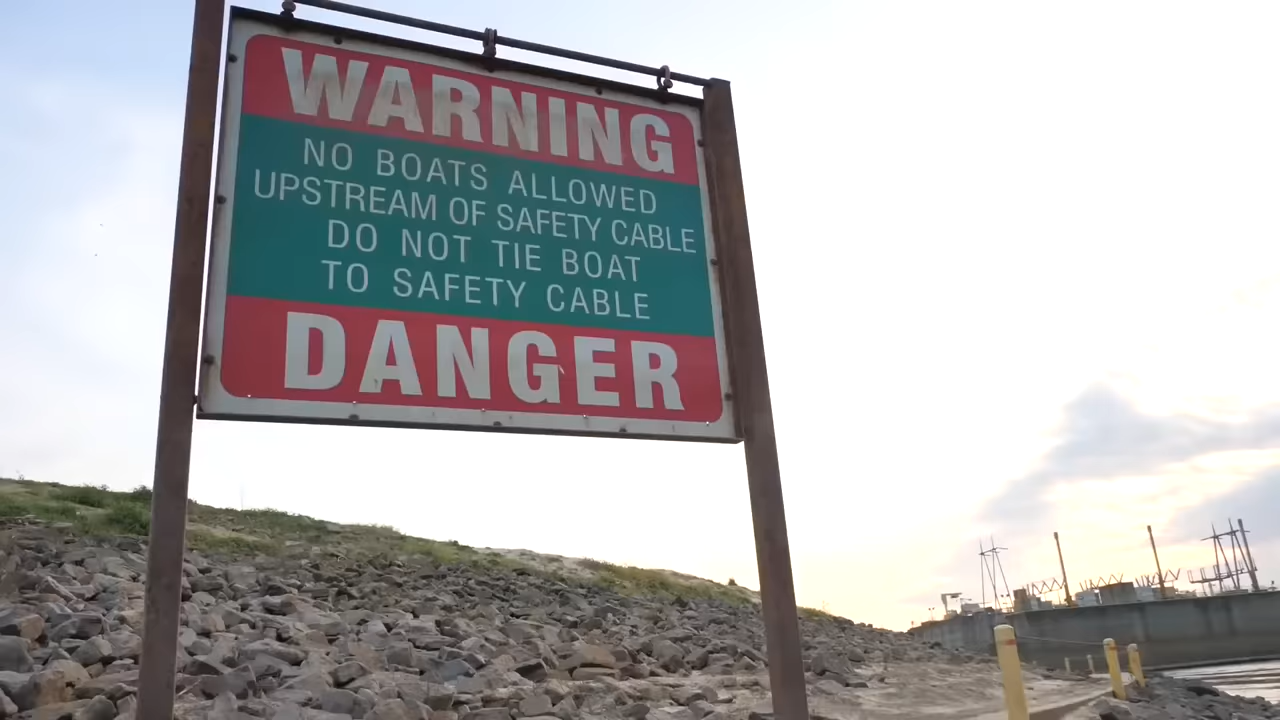 WARNING
NO BOATS ALLOWED
UPSTREAM OF SAFETY CABLE
DO NOT TIE BOAT
TO SAFETY CABLE
DANGER